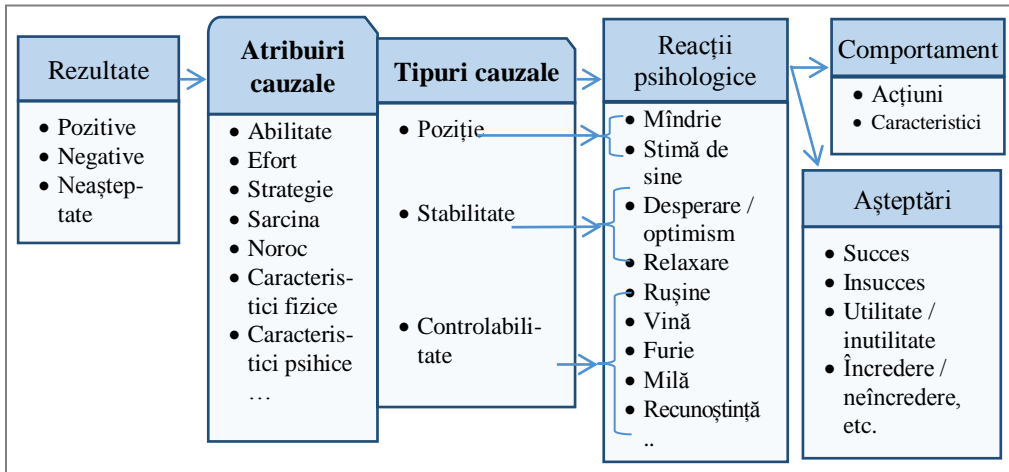 Rezultate
• Pozitive
• Negative
• Neaștep-
tate
Atribuiri
cauzale
• Abilitate
• Efort
• Strategie
• Sarcina
• Noroc
• Caracteris-
tici fizice
• Caracteris-
tici psihice
…
Tipuri cauzale
• Poziție
• Stabilitate
• Controlabili-
tate
Reacții
psihologice
• Mîndrie
• Stimă de
sine
• Desperare /
optimism
• Relaxare
• Rușine
• Vină
• Furie
• Milă
• Recunoștință
..
Comportament
• Acțiuni
• Caracteristici
Așteptări
• Succes
• Insucces
• Utilitate /
inutilitate
• Încredere /
neîncredere,
etc.